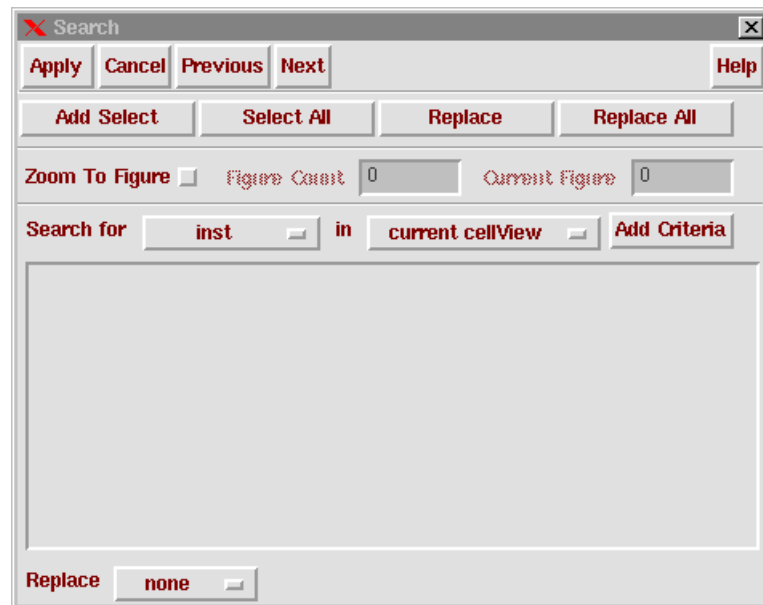 Search
Apply Cancel Previous Next Help
Add Select Select All Replace Replace All
Zoom To Figure Figure Count 0 Current Figure 0
Search for inst in current cellView Add Criteria
Replace none